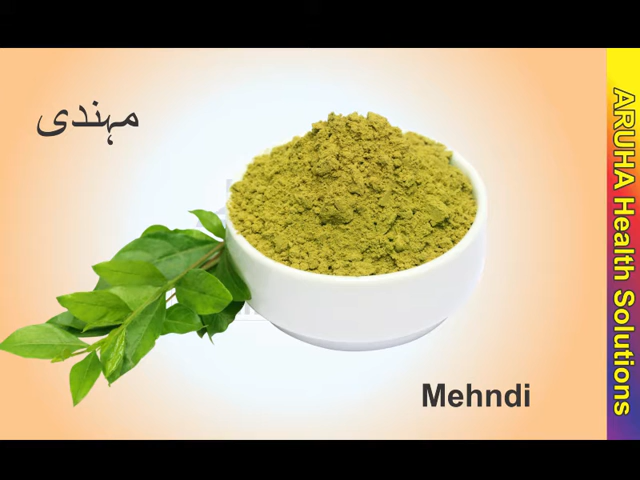 مہندی
Mehndi
ARUHA Health Solutions